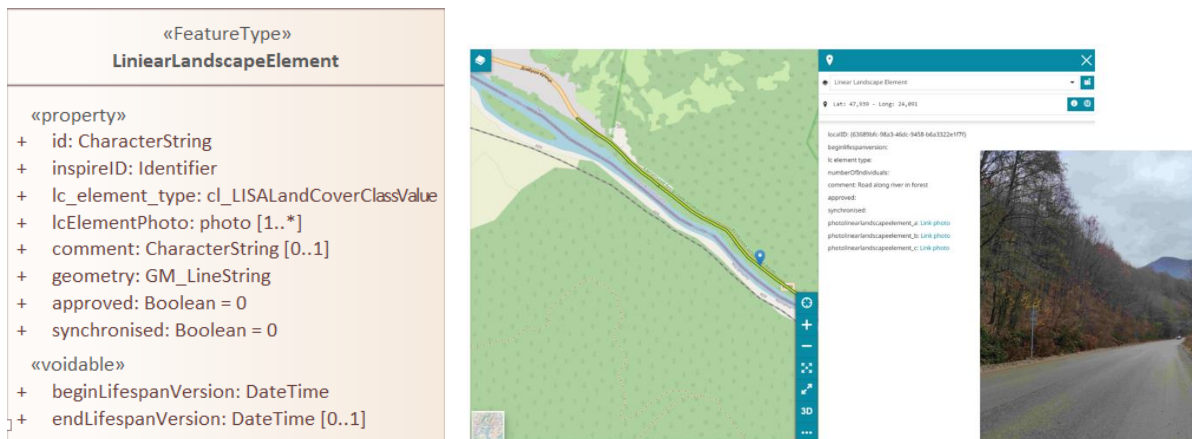 «FeatureType»
LiniearLandscapeElement
«property»
+ id: CharacterString
+ inspireID: Identifier
+ lc_element_type: cl_LISALandCoverClassValue
+ lcElementPhoto: photo [1..*]
+ comment: CharacterString [0..1]
+ geometry: GM_LineString
+ approved: Boolean = 0
+ synchronised: Boolean = 0
«voidable»
+ beginLifespanVersion: DateTime
+ endLifespanVersion: DateTime [0..1]
Linear Landscape Element
Lat: 47,939 - Long: 24,091
beginlifespanversion:
lc element type:
numberOfIndividuals:
comment: Road along river in forest
approved:
synchronised:
photolinearlandscapeelement_a: Link photo
photolinearlandscapeelement_b: Link photo
photolinearlandscapeelement_c: Link photo
3D